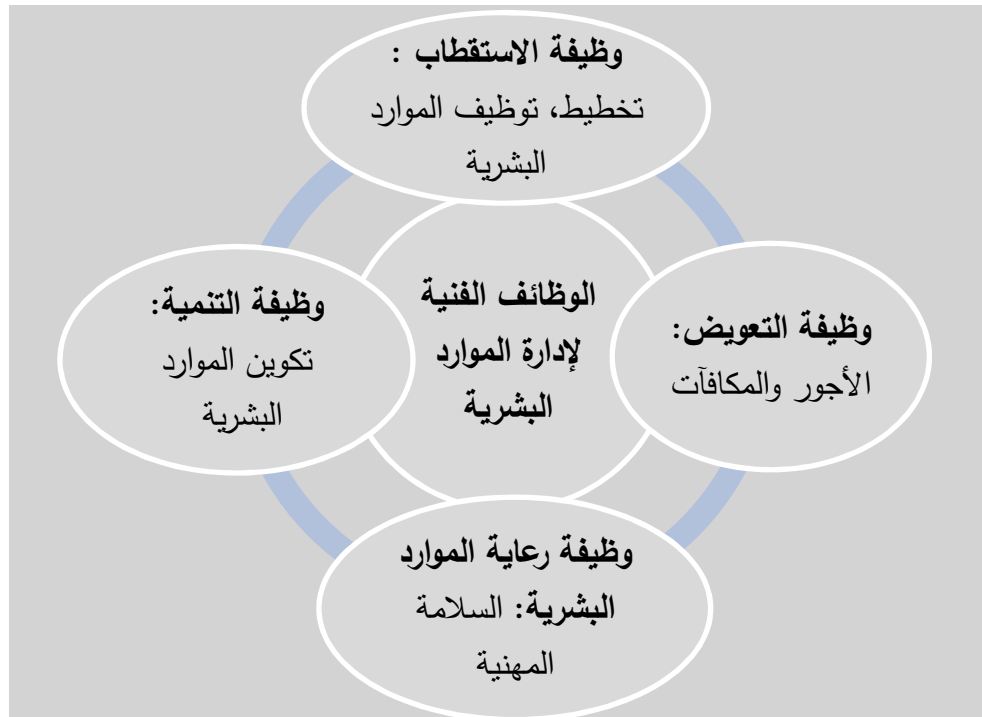 وظيفة الاستقطاب :
تخطيط، توظيف الموارد
البشرية
وظيفة التعويض:
الأجور والمكافآت
الوظائف الفنية
لإدارة الموارد
البشرية
وظيفة التنمية:
تكوين الموارد
البشرية
وظيفة رعاية الموارد
البشرية: السلامة
المهنية